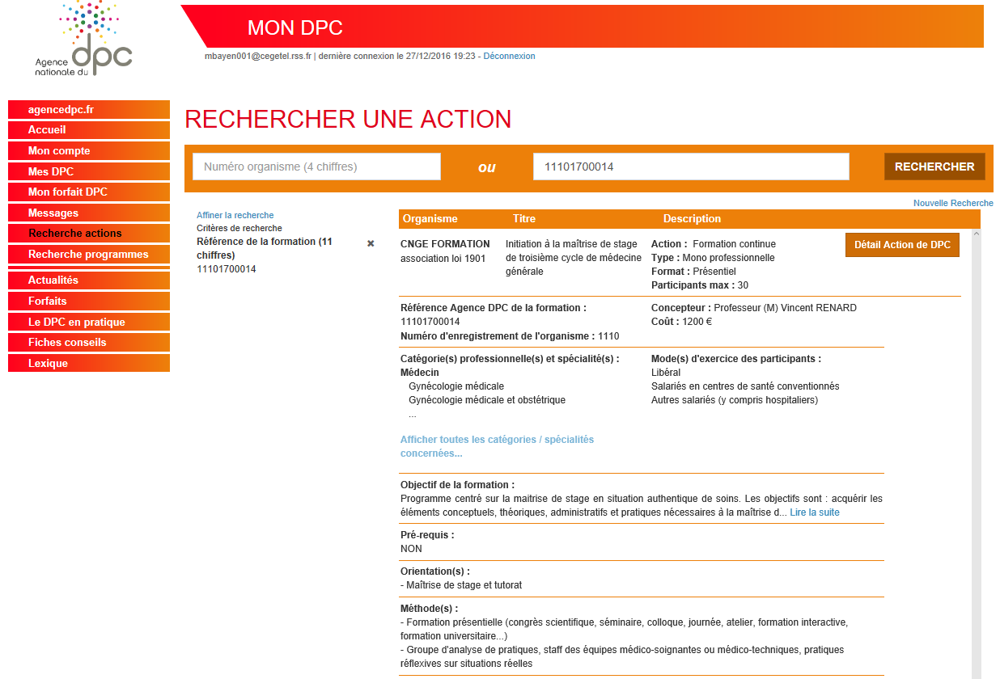 Agence
nationale du
dpc
MON DPC
mbayen001@cegetel.rss.fr | dernière connexion le 27/12/2016 19:23 - Déconnexion
agencedpc.fr
Accueil
Mon compte
Mes DPC
Mon forfait DPC
Messages
Recherche actions
Recherche programmes
Actualités
Forfaits
Le DPC en pratique
Fiches conseils
Lexique
RECHERCHER UNE ACTION
Numéro organisme (4 chiffres) ou 11101700014 RECHERCHER
Nouvelle Recherche
Affiner la recherche
Critères de recherche
Référence de la formation (11
chiffres)
11101700014
Organisme Titre Description
CNGE FORMATION
association loi 1901
Initiation à la maîtrise de stage
de troisième cycle de médecine
générale
Action : Formation continue
Type : Mono professionnelle
Format : Présentiel
Participants max : 30
Détail Action de DPC
Référence Agence DPC de la formation :
11101700014
Numéro d'enregistrement de l'organisme : 1110
Concepteur : Professeur (M) Vincent RENARD
Coût : 1200 €
Catégorie(s) professionnelle(s) et spécialité(s) :
Médecin
Gynécologie médicale
Gynécologie médicale et obstétrique
...
Afficher toutes les catégories / spécialités
concernées...
Mode(s) d'exercice des participants :
Libéral
Salariés en centres de santé conventionnés
Autres salariés (y compris hospitaliers)
Objectif de la formation :
Programme centré sur la maitrise de stage en situation authentique de soins. Les objectifs sont : acquérir les
éléments conceptuels, théoriques, administratifs et pratiques nécessaires à la maîtrise d... Lire la suite
Pré-requis :
NON
Orientation(s) :
- Maîtrise de stage et tutorat
Méthode(s) :
- Formation présentielle (congrès scientifique, séminaire, colloque, journée, atelier, formation interactive,
formation universitaire...)
- Groupe d'analyse de pratiques, staff des équipes médico-soignantes ou médico-techniques, pratiques
réflexives sur situations réelles